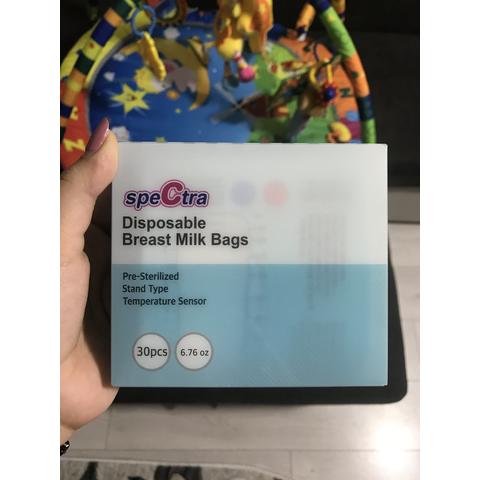 speCtra
Disposable
Breast Milk Bags
Pre-Sterilized
Stand Type
Temperature Sensor
30pcs
6.76 oz